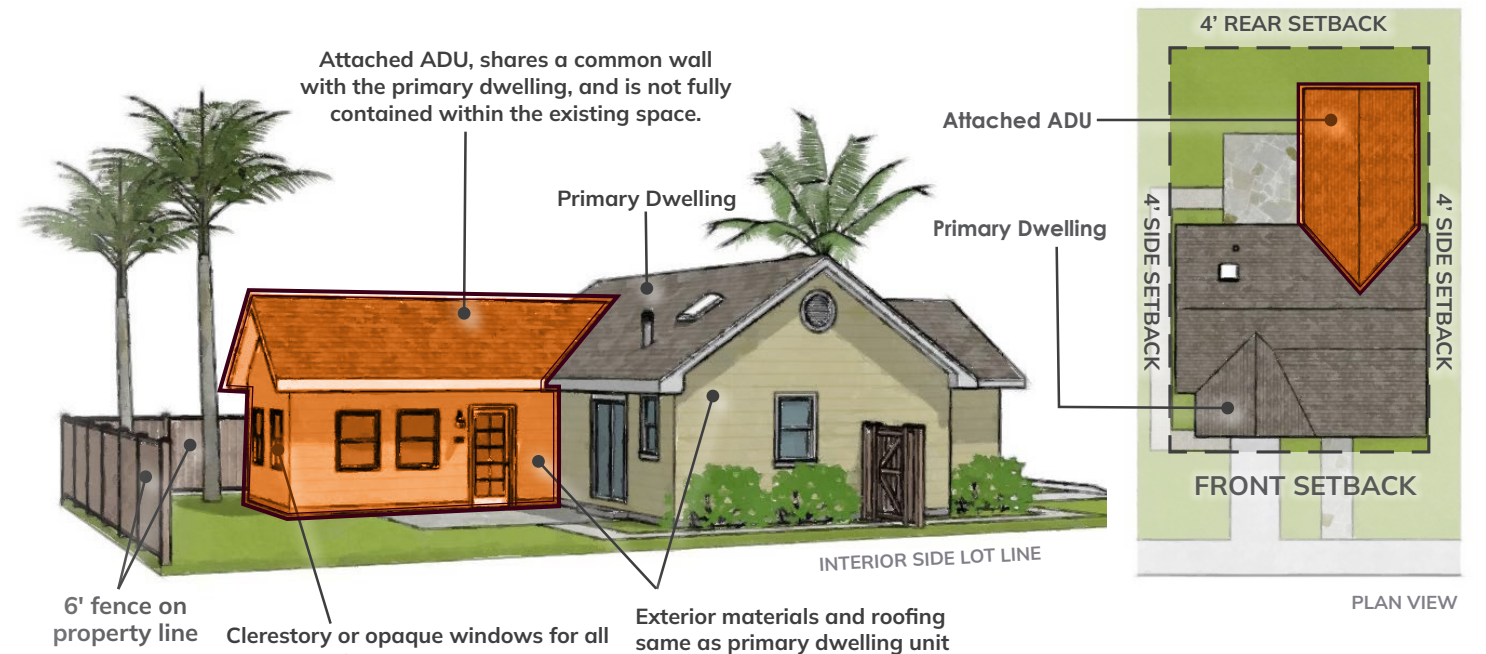 Attached ADU, shares a common wall
with the primary dwelling, and is not fully
contained within the existing space.
Primary Dwelling
6' fence on
property line
Clerestory or opaque windows for all
Exterior materials and roofing
same as primary dwelling unit
INTERIOR SIDE LOT LINE
4’ REAR SETBACK
Attached ADU
Primary Dwelling
4’ SIDE SETBACK
4’ SIDE SETBACK
FRONT SETBACK
PLAN VIEW